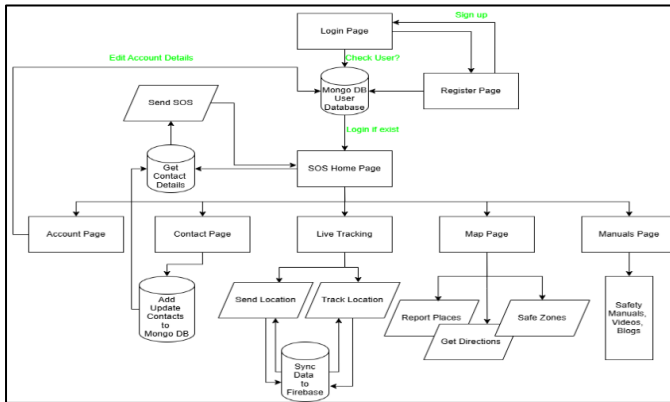 Sign up
Login Page
Edit Account Details
Check User?
Mongo DB
User
Database
Register Page
Send SOS
Login if exist
Get
Contact
Details
SOS Home Page
Account Page
Contact Page
Live Tracking
Map Page
Manuals Page
Add
Update
Contacts
to
Mongo DB
Send Location
Track Location
Report Places
Safe Zones
Get Directions
Safety
Manuals,
Videos,
Blogs
Sync
Data
to
Firebase